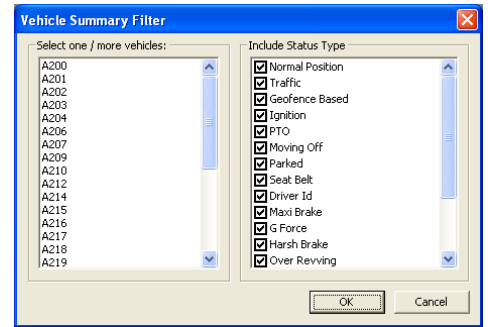 Vehicle Summary Filter
Select one / more vehicles:
A200
A201
A202
A203
A204
A206
A207
A209
A210
A212
A214
A215
A216
A217
A218
A219
Include Status Type
Normal Position
Traffic
Geofence Based
Ignition
PTO
Moving Off
Parked
Seat Belt
Driver Id
Maxi Brake
G Force
Harsh Brake
Over Revving
OK
Cancel